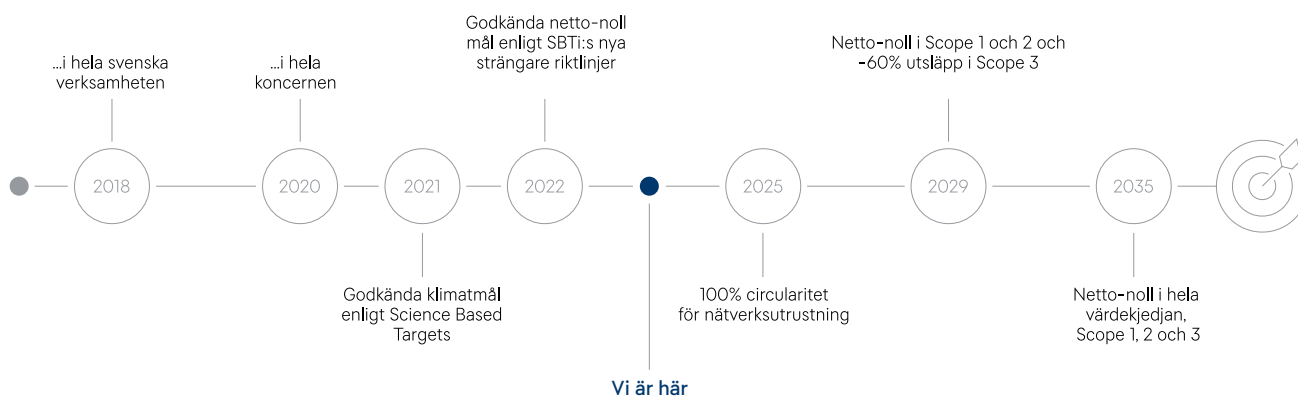 ...i hela svenska
verksamheten
...i hela
koncernen
Godkända netto-noll
mål enligt SBTi:s nya
strängare riktlinjer
Netto-noll i Scope 1 och 2 och
-60% utsläpp i Scope 3
2018
2020
2021
2022
2025
2029
2035
Godkända klimatmål
enligt Science Based
Targets
100% circularitet
för nätverksutrustning
Netto-noll i hela
värdekjedjan,
Scope 1, 2 och 3
Vi är här